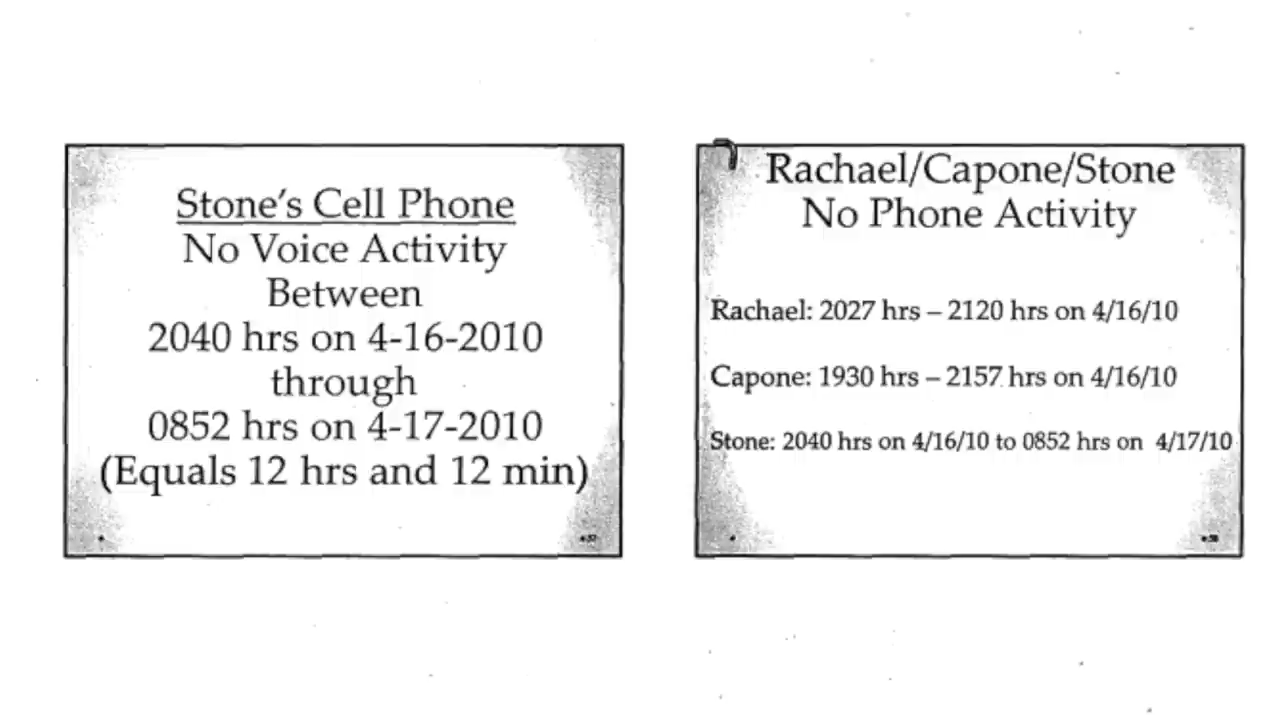 Stone's Cell Phone
No Voice Activity
Between
2040 hrs on 4-16-2010
through
0852 hrs on 4-17-2010
(Equals 12 hrs and 12 min)
Rachael/Capone/Stone
No Phone Activity
Rachael: 2027 hrs – 2120 hrs on 4/16/10
Capone: 1930 hrs – 2157 hrs on 4/16/10
Stone: 2040 hrs on 4/16/10 to 0852 hrs on 4/17/10